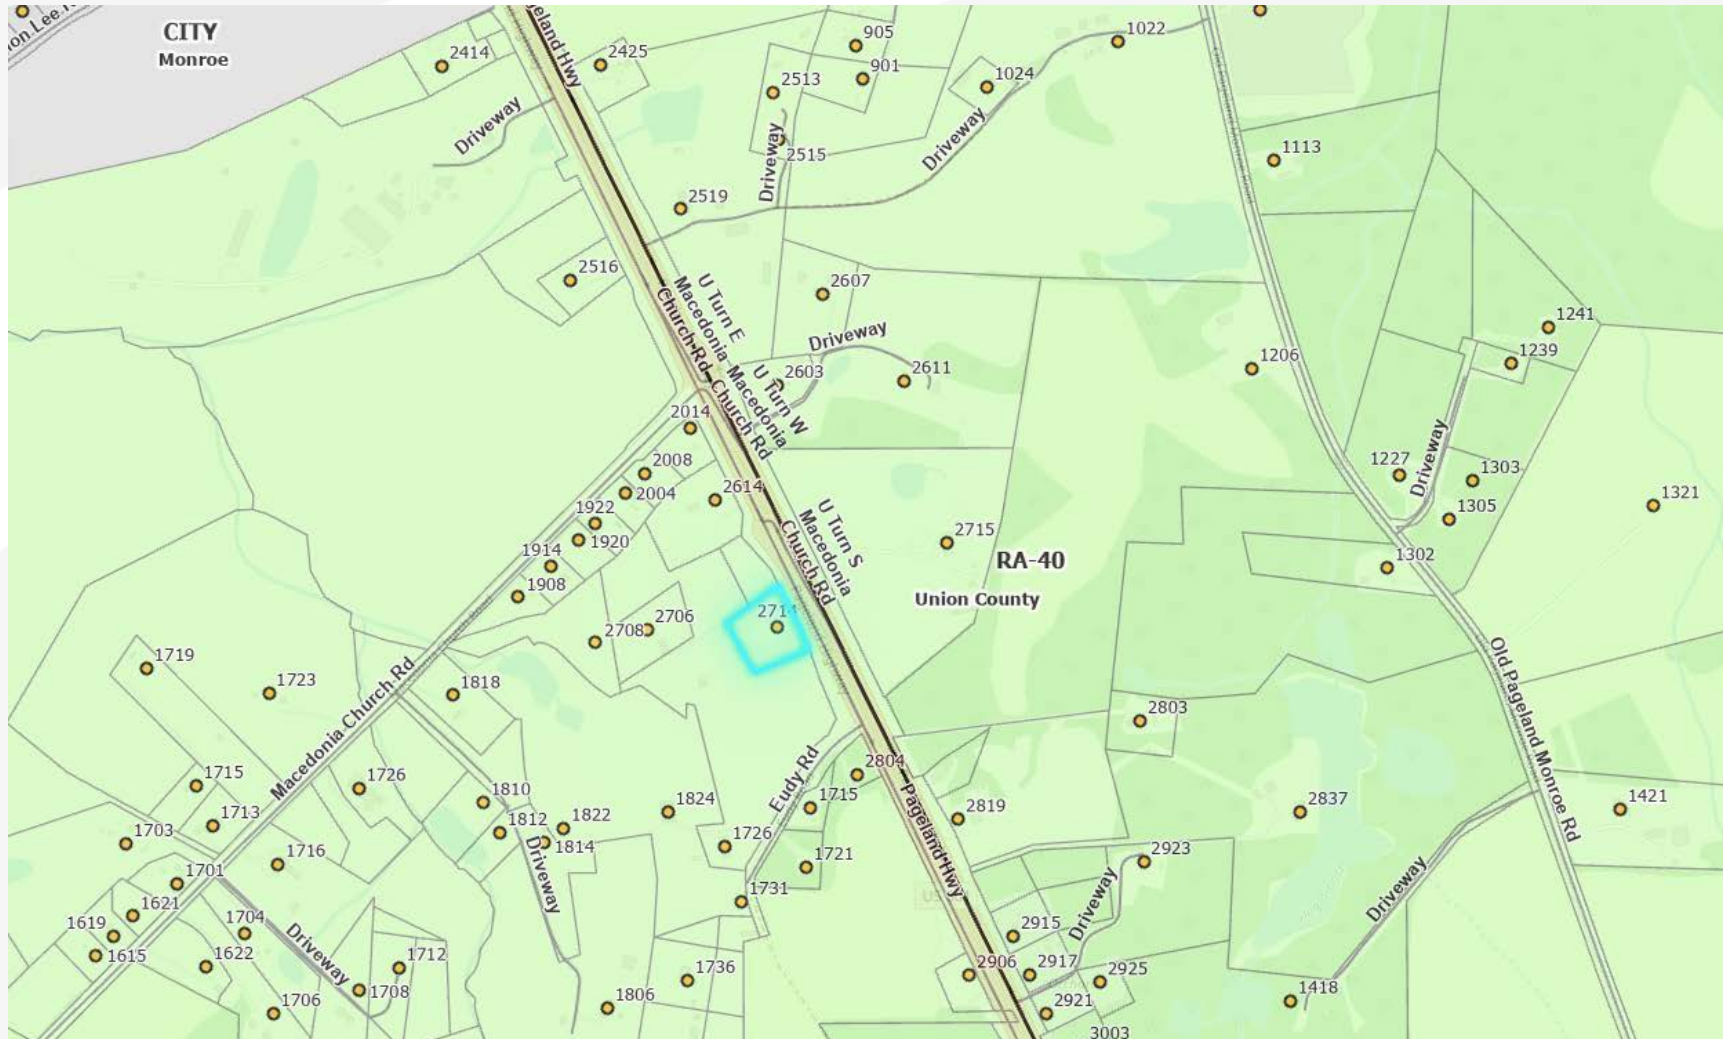 CITY
Monroe
Pageland Hwy
2414
2425
905
901
2513
1024
1022
Driveway
Driveway
2515
Driveway
1113
2519
2516
U Turn E
Macedonia
Church Rd
2607
Driveway
1241
1239
1206
2603
2611
U Turn W
Macedonia
Church Rd
2014
2008
2004
2614
1922
1920
1914
1908
U Turn S
Macedonia
Church Rd
2715
RA-40
Union County
1227
Driveway
1303
1305
1321
1302
2714
2706
2708
1719
1723
1818
Macedonia Church Rd
2803
Old Pageland Monroe Rd
1715
1726
1713
1703
1716
1701
1810
1812
1822
1814
Driveway
1824
Eudy Rd
2804
1715
1726
1721
1731
Pageland Hwy
2819
2837
1421
2923
Driveway
Driveway
1621
1619
1615
1704
1622
Driveway
1712
1708
1706
1736
1806
2915
2906
2917
2925
2921
1418
3003